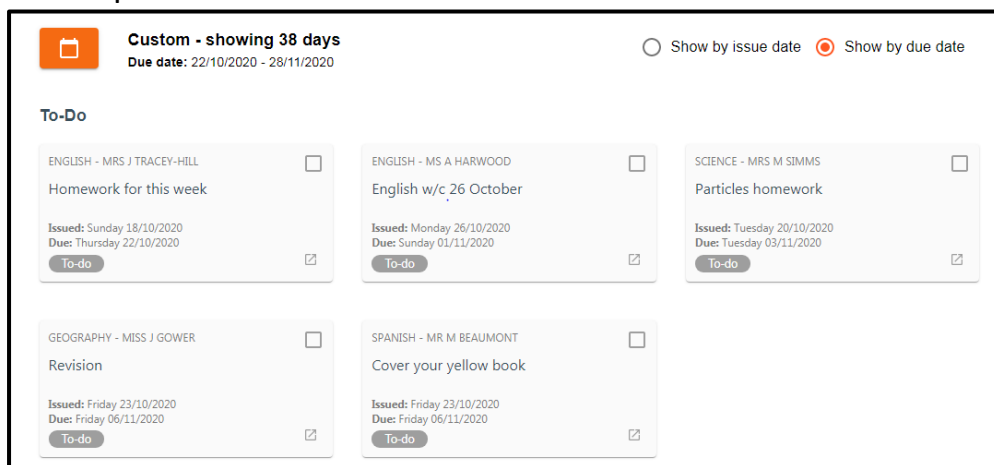 Custom - showing 38 days
Due date: 22/10/2020 - 28/11/2020
Show by issue date
Show by due date
To-Do
ENGLISH - MRS J TRACEY-HILL
Homework for this week
Issued: Sunday 18/10/2020
Due: Thursday 22/10/2020
To-do
ENGLISH - MS A HARWOOD
English w/c 26 October
Issued: Monday 26/10/2020
Due: Sunday 01/11/2020
To-do
SCIENCE - MRS M SIMMS
Particles homework
Issued: Tuesday 20/10/2020
Due: Tuesday 03/11/2020
To-do
GEOGRAPHY - MISS J GOWER
Revision
Issued: Friday 23/10/2020
Due: Friday 06/11/2020
To-do
SPANISH - MR M BEAUMONT
Cover your yellow book
Issued: Friday 23/10/2020
Due: Friday 06/11/2020
To-do